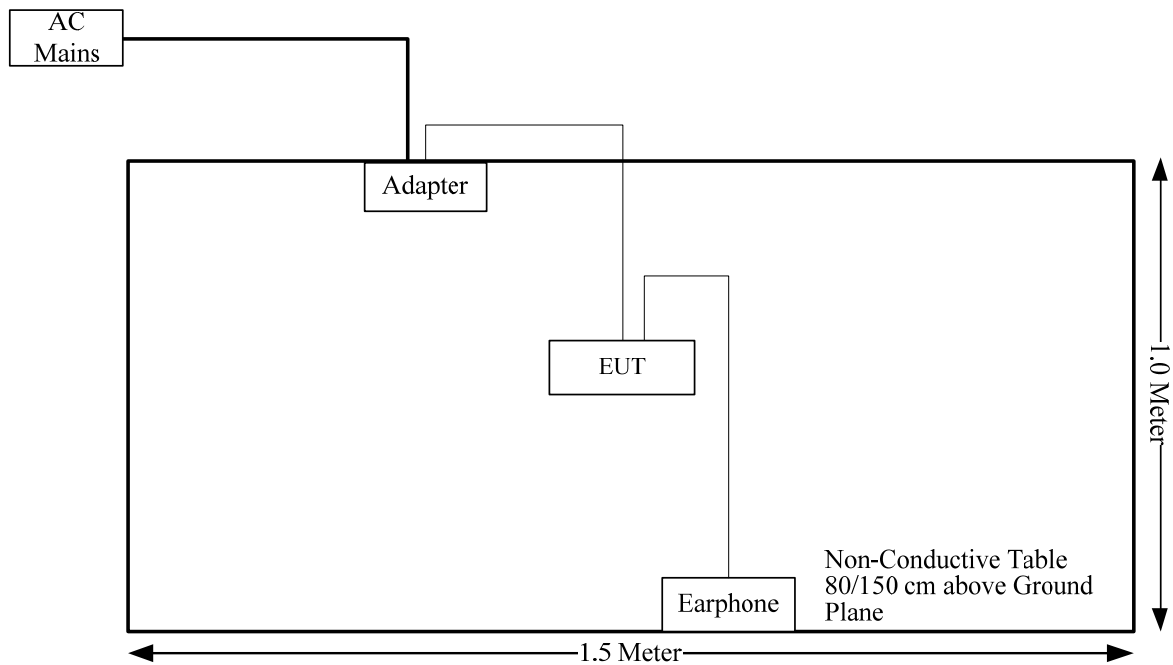 AC
Mains
Adapter
EUT
1.0 Meter
Non-Conductive Table
80/150 cm above Ground
Plane
Earphone
1.5 Meter